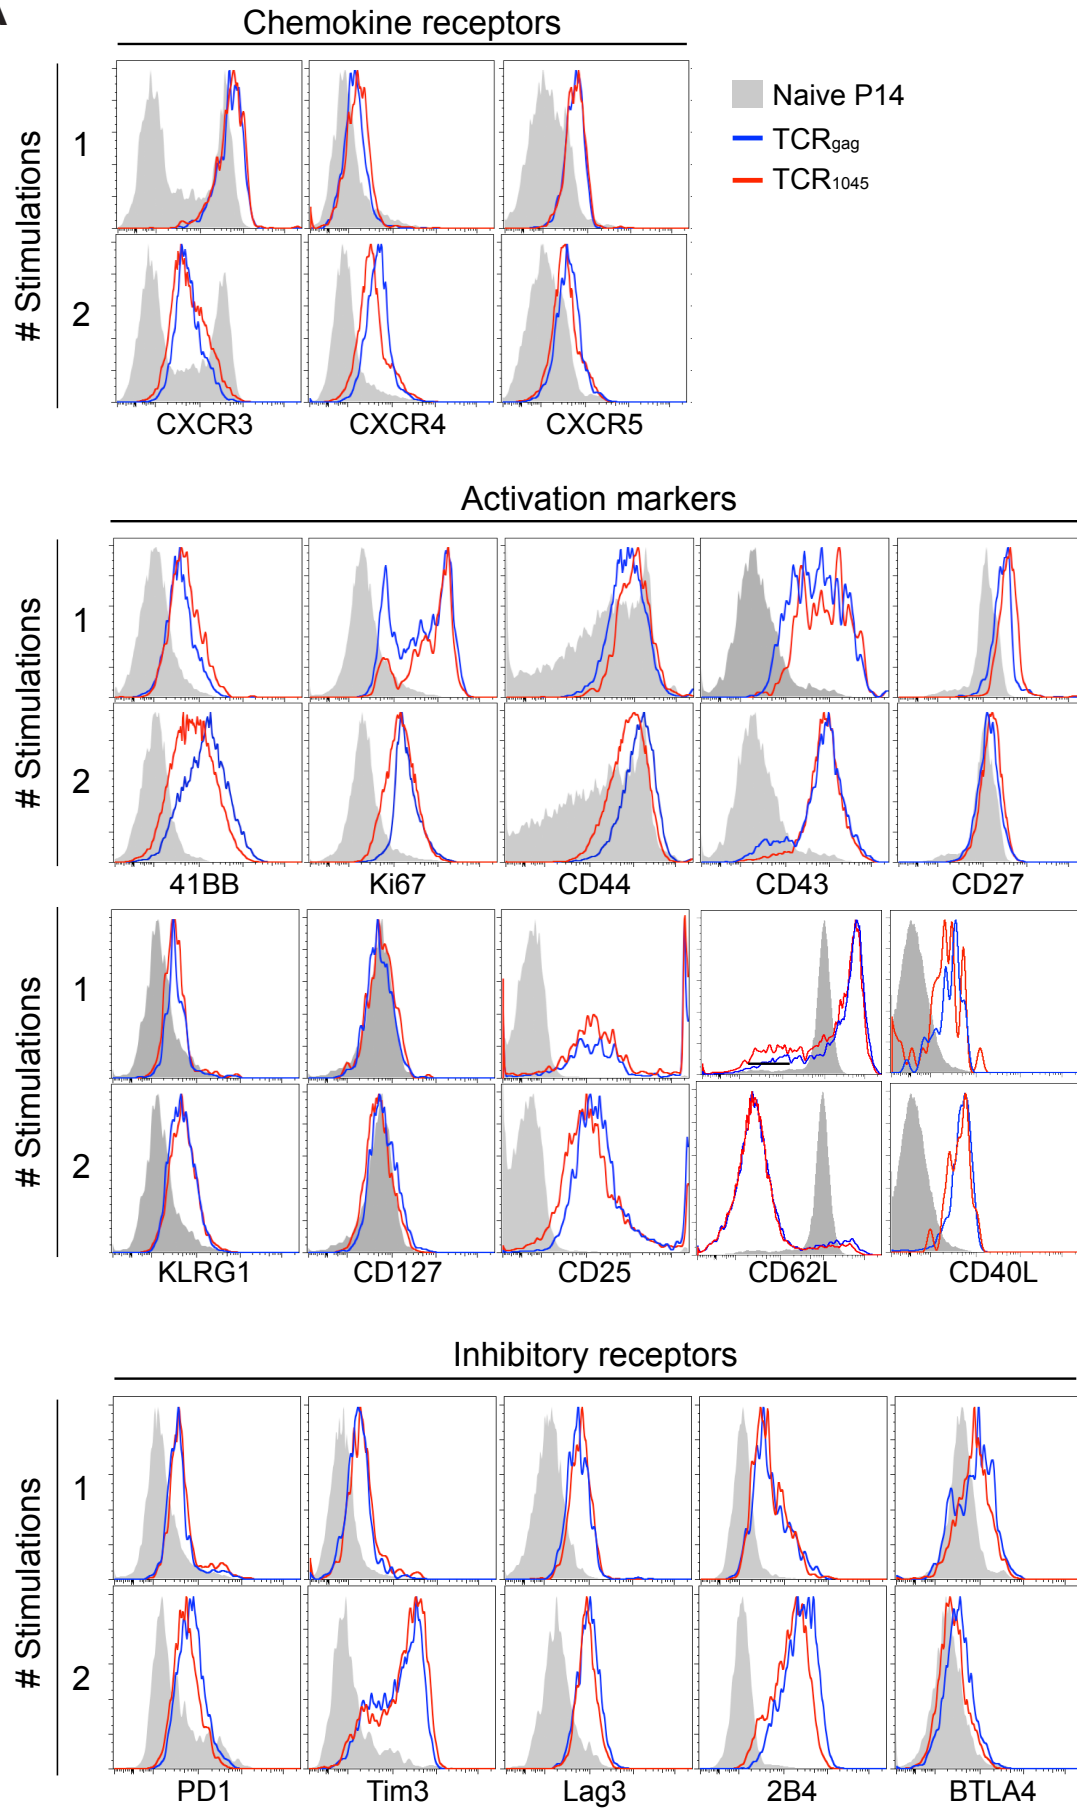 A
Chemokine receptors
# Stimulations
1
2
CXCR3 CXCR4 CXCR5
Naive P14
TCRgag
TCR1045
Activation markers
# Stimulations
1
2
41BB Ki67 CD44 CD43 CD27
# Stimulations
1
2
KLRG1 CD127 CD25 CD62L CD40L
Inhibitory receptors
# Stimulations
1
2
PD1 Tim3 Lag3 2B4 BTLA4